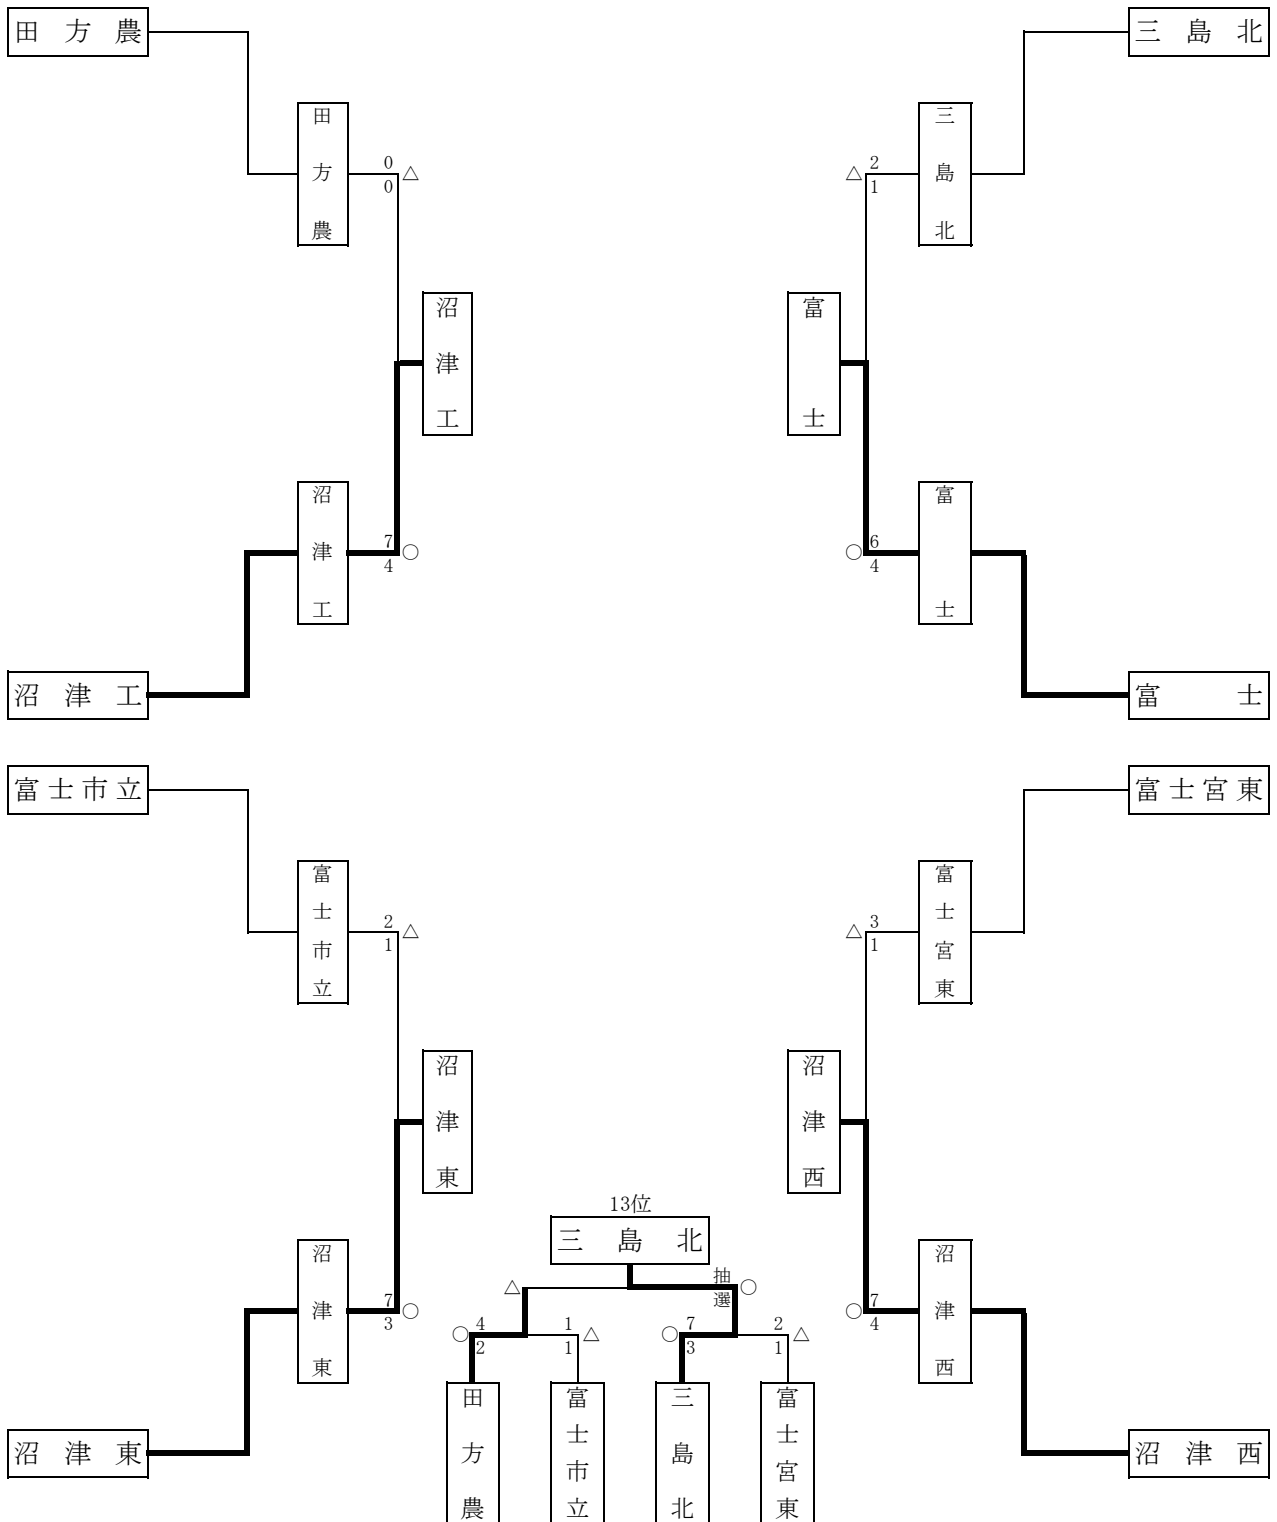 田方農
三島北
田方農
0
0
△
△
2
1
三島北
沼津工
富士
沼津工
7
4
○
○
6
4
富士
沼津工
富士
富士市立
富士宮東
富士市立
2
1
△
△
3
1
富士宮東
沼津東
沼津西
沼津東
7
3
○
○
7
4
沼津西
13位
三島北
△
抽選
○
○
4
2
1
1
△
○
7
3
2
1
△
田方農
富士市立
三島北
富士宮東
沼津東
沼津西